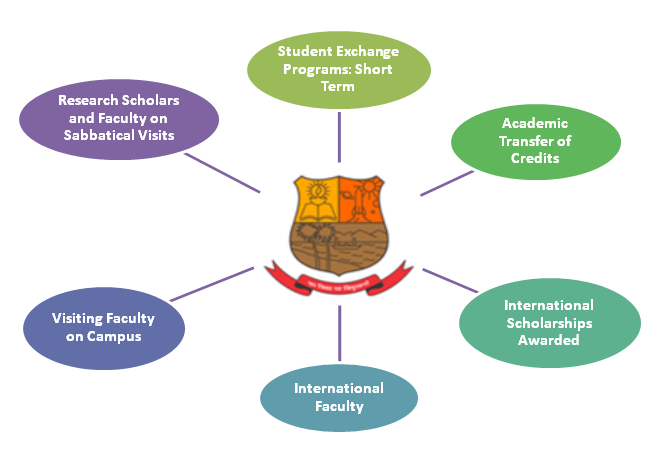 Student Exchange
Programs: Short
Term
Research Scholars
and Faculty on
Sabbatical Visits
Academic
Transfer of
Credits
Visiting Faculty
on Campus
International
Scholarships
Awarded
International
Faculty